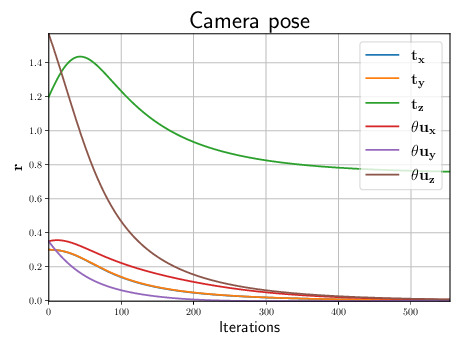 Camera pose
r
1.4
1.2
1.0
0.8
0.6
0.4
0.2
0.0
0 100 200 300 400 500
Iterations
t_x
t_y
t_z
θu_x
θu_y
θu_z